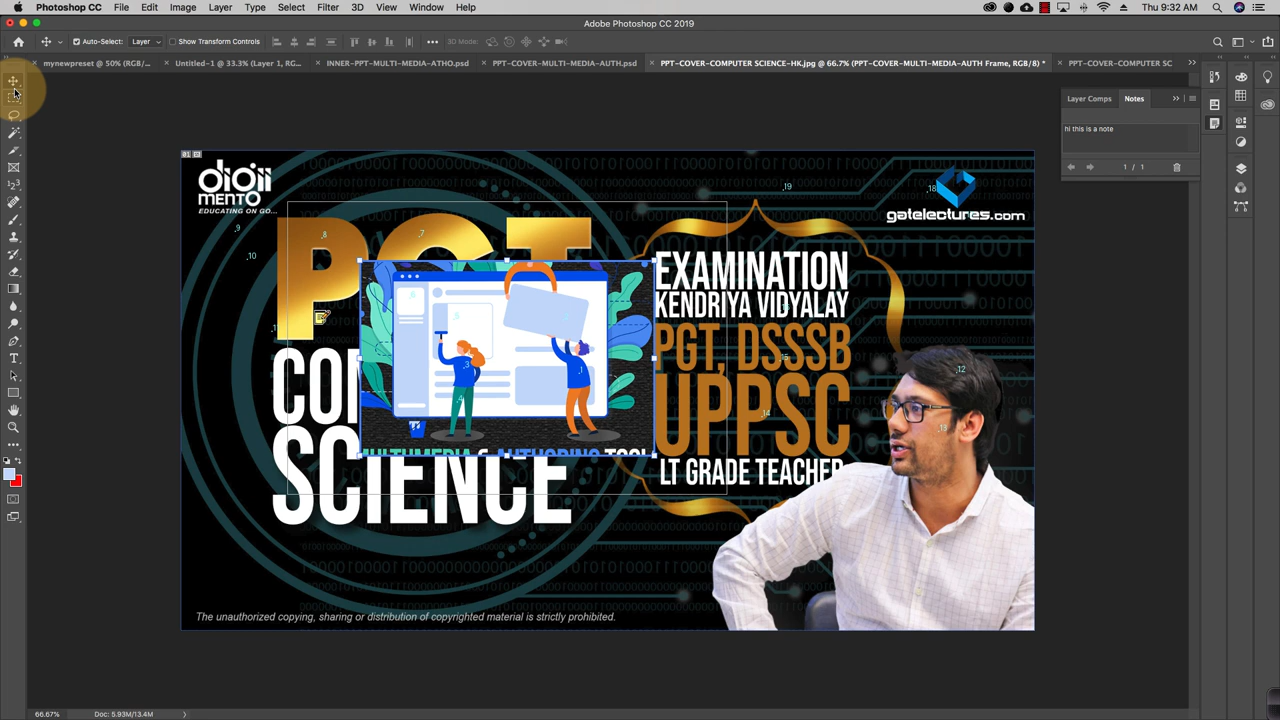 Photoshop CC File Edit Image Layer Type Select Filter 3D View Window Help Thu 9:32 AM
Adobe Photoshop CC 2019
Auto-Select: Layer Show Transform Controls 3D Mode:
mynewpreset @ 50% (RGB/... Untitled-1 @ 33.3% (Layer 1, RG... INNER-PPT-MULTI-MEDIA-ATHO.psd PPT-COVER-MULTI-MEDIA-AUTH.psd PPT-COVER-COMPUTER SCIENCE-HK.jpg @ 66.7% (PPT-COVER-MULTI-MEDIA-AUTH Frame, RGB/8) * PPT-COVER-COMPUTER SC
Layer Comps Notes
hi this is a note
1 / 1
digii
MENTO
EDUCATING ON GO...
gatelectures.com
PGT
EXAMINATION
KENDRIYA VIDYALAY
PGT, DSSSB
UPPSC
LT GRADE TEACHER
MULTIMEDIA & AUTHORING TOOL
SCIENCE
The unauthorized copying, sharing or distribution of copyrighted material is strictly prohibited.
66.67% Doc: 5.93M/13.4M